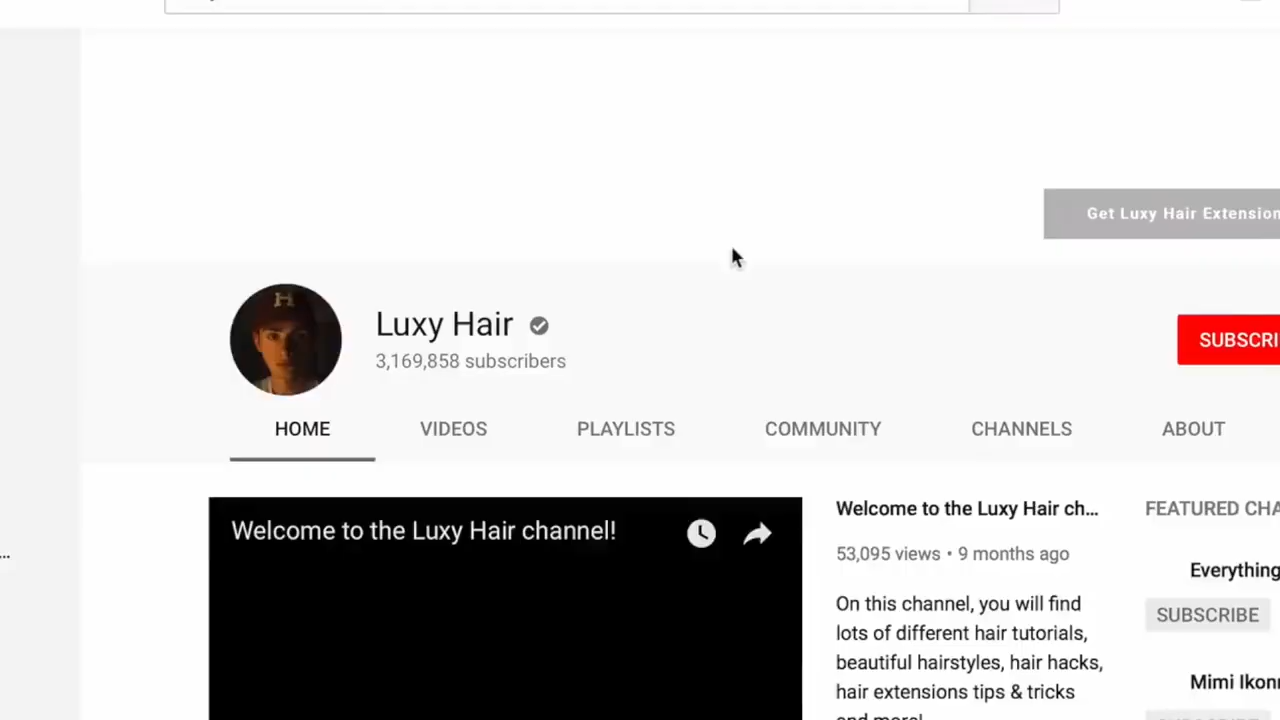 Get Luxy Hair Extension
H
Luxy Hair
3,169,858 subscribers
SUBSCRI
HOME VIDEOS PLAYLISTS COMMUNITY CHANNELS ABOUT
Welcome to the Luxy Hair channel!
Welcome to the Luxy Hair ch...
53,095 views • 9 months ago
On this channel, you will find
lots of different hair tutorials,
beautiful hairstyles, hair hacks,
hair extensions tips & tricks
and more!
FEATURED CHA
Everything
SUBSCRIBE
Mimi Ikon
SUBSCRIBE
...